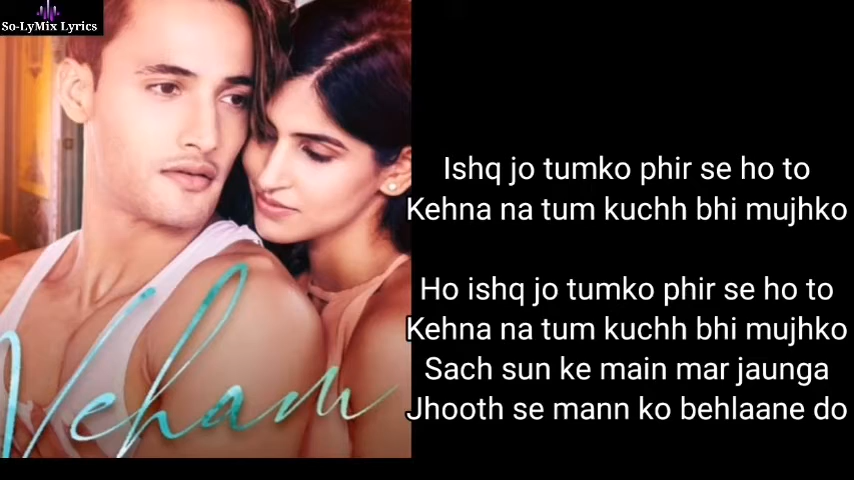 So-LyMix Lyrics
Veham
Ishq jo tumko phir se ho to
Kehna na tum kuchh bhi mujhko
Ho ishq jo tumko phir se ho to
Kehna na tum kuchh bhi mujhko
Sach sun ke main mar jaunga
Jhooth se mann ko behlaane do